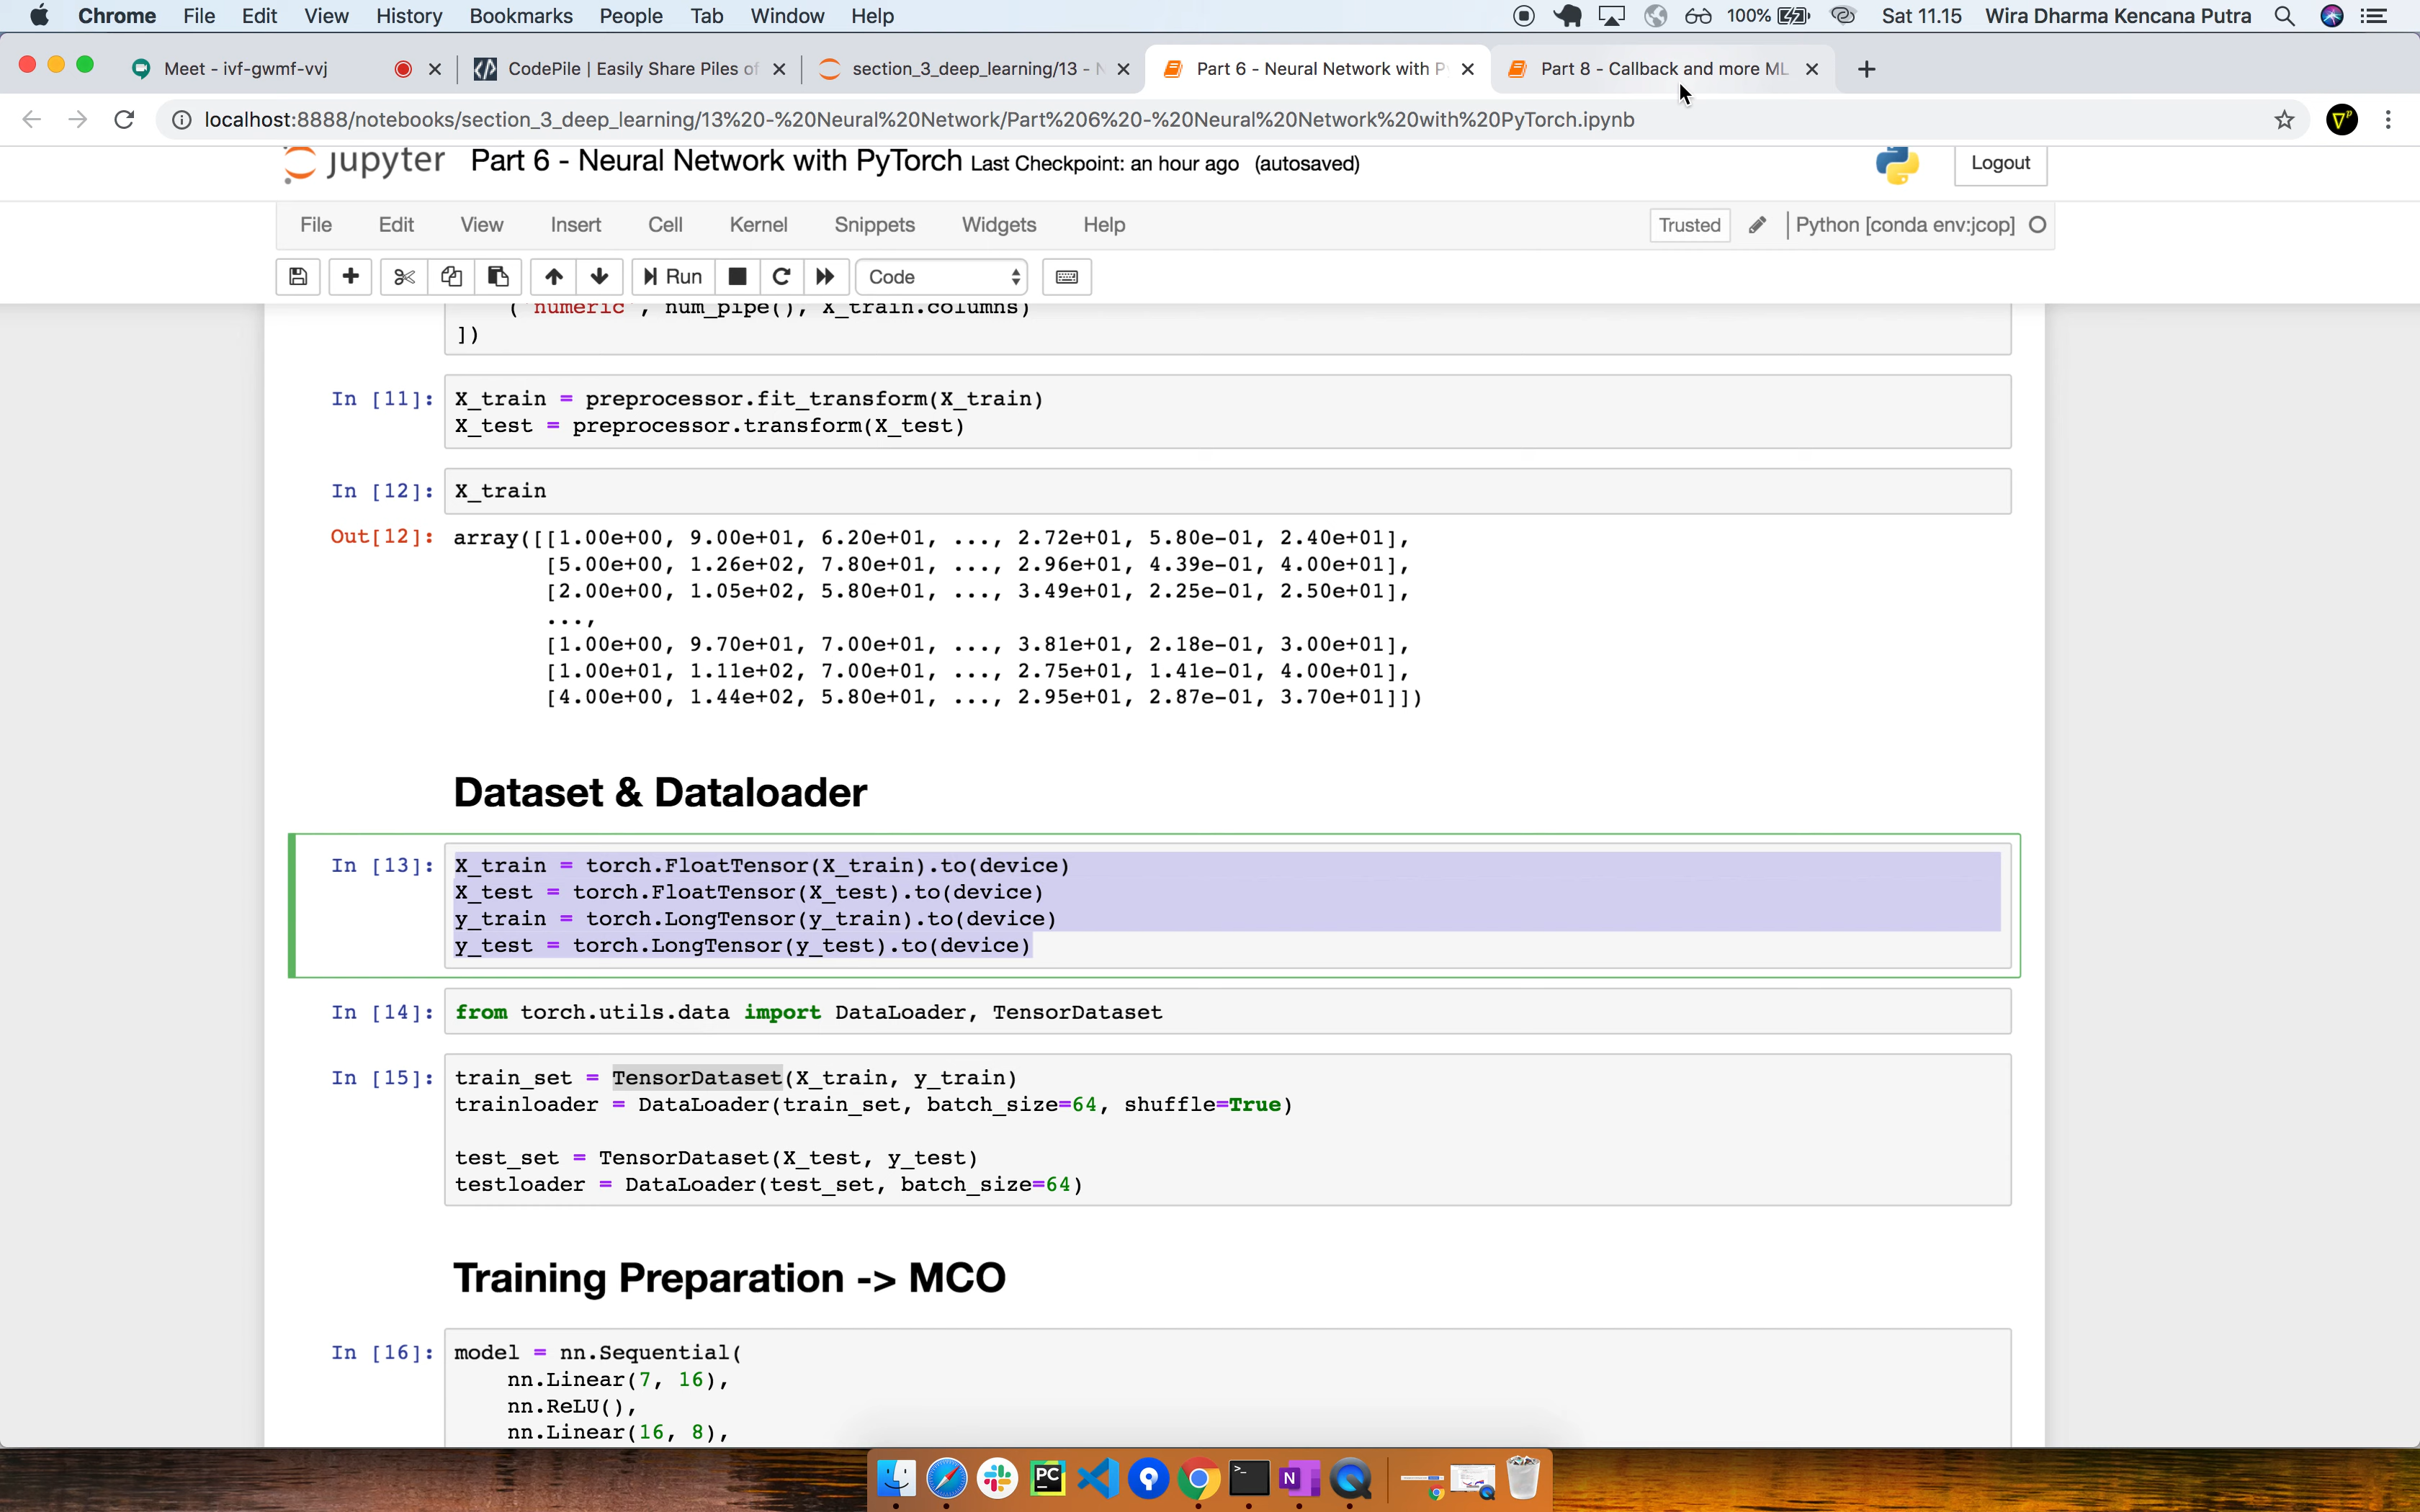 Chrome File Edit View History Bookmarks People Tab Window Help 100% Sat 11.15 Wira Dharma Kencana Putra
Meet - ivf-gwmf-vvj CodePile | Easily Share Piles of section_3_deep_learning/13 - Part 6 - Neural Network with P Part 8 - Callback and more ML
localhost:8888/notebooks/section_3_deep_learning/13%20-%20Neural%20Network/Part%206%20-%20Neural%20Network%20with%20PyTorch.ipynb
jupyter Part 6 - Neural Network with PyTorch Last Checkpoint: an hour ago (autosaved) Logout
File Edit View Insert Cell Kernel Snippets Widgets Help Trusted Python [conda env:jcop]
Run Code
('numeric', num_pipe(), X_train.columns)
])
In [11]: X_train = preprocessor.fit_transform(X_train)
X_test = preprocessor.transform(X_test)
In [12]: X_train
Out[12]: array([[1.00e+00, 9.00e+01, 6.20e+01, ..., 2.72e+01, 5.80e-01, 2.40e+01],
[5.00e+00, 1.26e+02, 7.80e+01, ..., 2.96e+01, 4.39e-01, 4.00e+01],
[2.00e+00, 1.05e+02, 5.80e+01, ..., 3.49e+01, 2.25e-01, 2.50e+01],
...,
[1.00e+00, 9.70e+01, 7.00e+01, ..., 3.81e+01, 2.18e-01, 3.00e+01],
[1.00e+01, 1.11e+02, 7.00e+01, ..., 2.75e+01, 1.41e-01, 4.00e+01],
[4.00e+00, 1.44e+02, 5.80e+01, ..., 2.95e+01, 2.87e-01, 3.70e+01]])
Dataset & Dataloader
In [13]: X_train = torch.FloatTensor(X_train).to(device)
X_test = torch.FloatTensor(X_test).to(device)
y_train = torch.LongTensor(y_train).to(device)
y_test = torch.LongTensor(y_test).to(device)
In [14]: from torch.utils.data import DataLoader, TensorDataset
In [15]: train_set = TensorDataset(X_train, y_train)
trainloader = DataLoader(train_set, batch_size=64, shuffle=True)
test_set = TensorDataset(X_test, y_test)
testloader = DataLoader(test_set, batch_size=64)
Training Preparation -> MCO
In [16]: model = nn.Sequential(
nn.Linear(7, 16),
nn.ReLU(),
nn.Linear(16, 8),